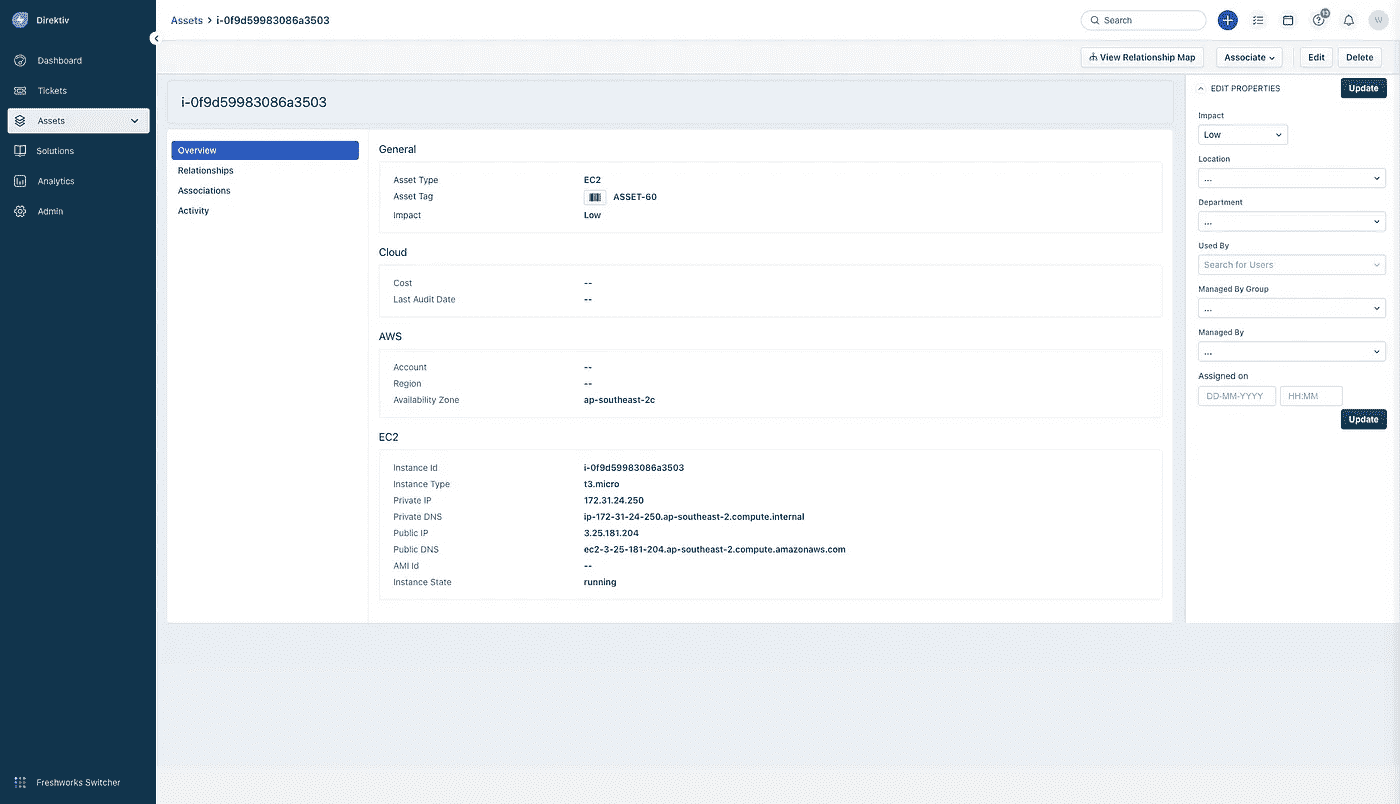 Direktiv
Assets > i-0f9d59983086a3503
Search
13
W
Dashboard
Tickets
Assets
Solutions
Analytics
Admin
Freshworks Switcher
View Relationship Map
Associate
Edit
Delete
i-0f9d59983086a3503
Overview
Relationships
Associations
Activity
General
Asset Type EC2
Asset Tag ASSET-60
Impact Low
Cloud
Cost --
Last Audit Date --
AWS
Account --
Region --
Availability Zone ap-southeast-2c
EC2
Instance Id i-0f9d59983086a3503
Instance Type t3.micro
Private IP 172.31.24.250
Private DNS ip-172-31-24-250.ap-southeast-2.compute.internal
Public IP 3.25.181.204
Public DNS ec2-3-25-181-204.ap-southeast-2.compute.amazonaws.com
AMI Id --
Instance State running
EDIT PROPERTIES
Update
Impact
Low
Location
...
Department
...
Used By
Search for Users
Managed By Group
...
Managed By
...
Assigned on
DD-MM-YYYY HH:MM
Update